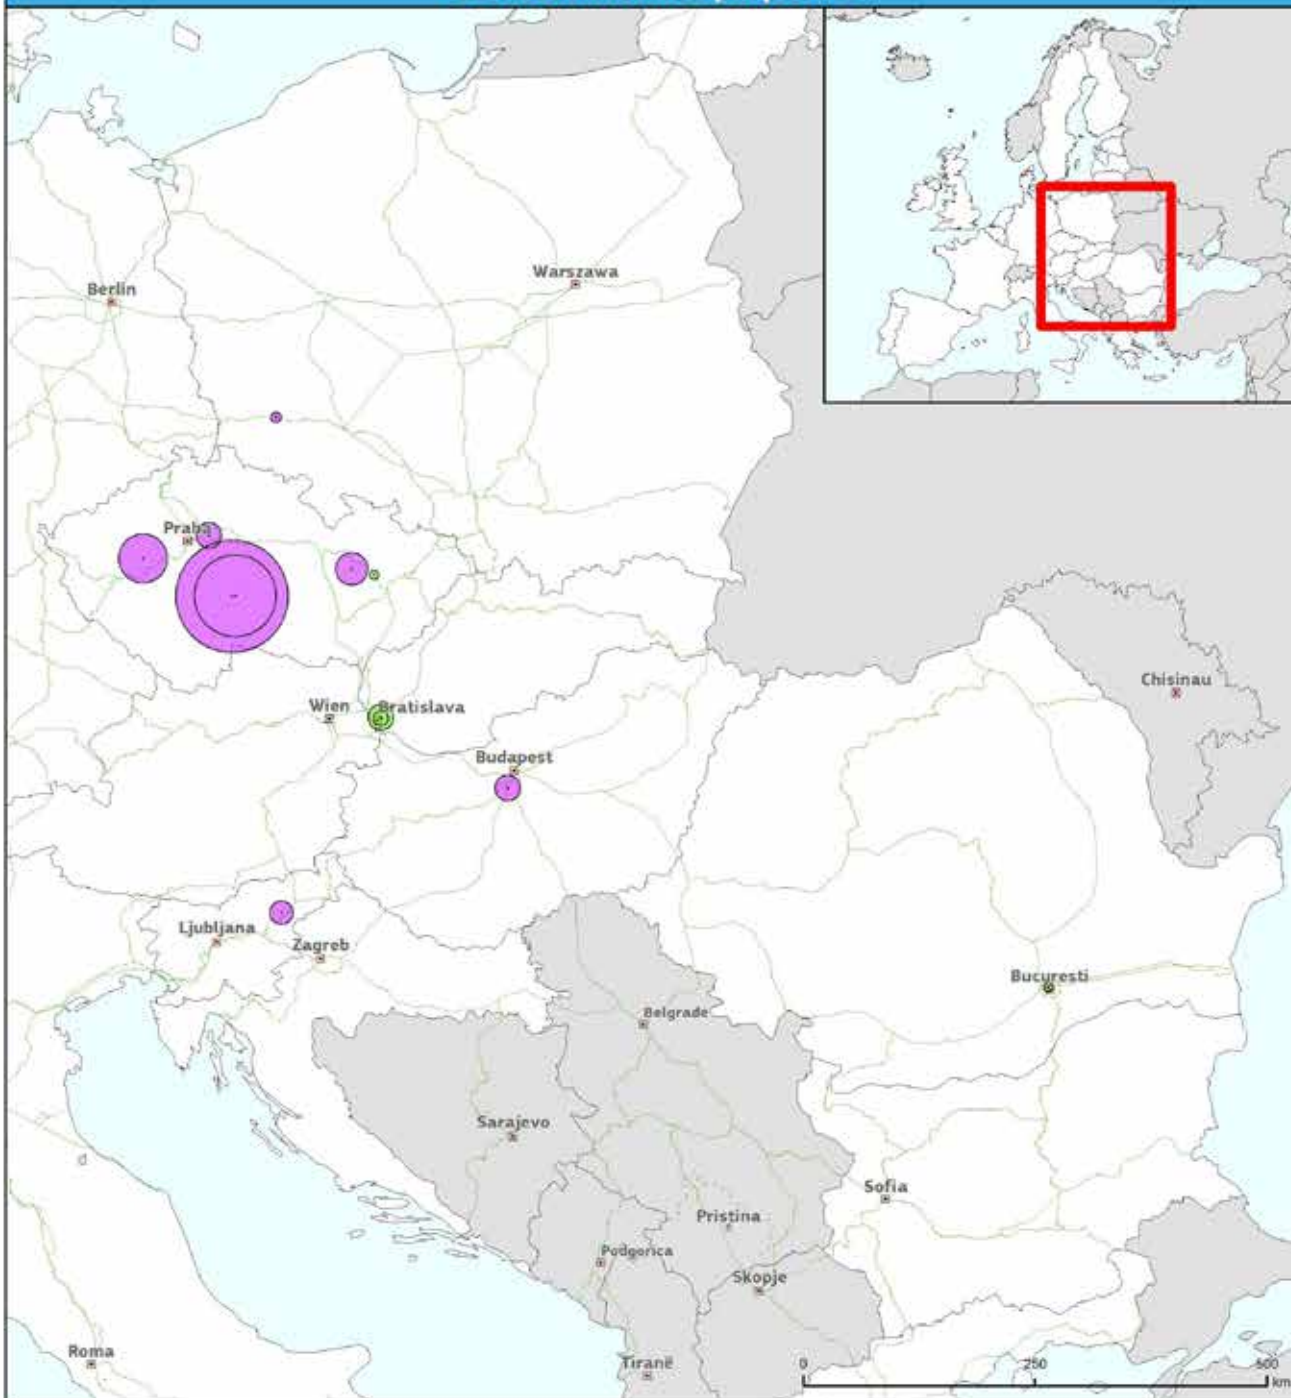 Warszawa
Berlin
Praha
Chisinau
Wien
Bratislava
Budapest
Ljubljana
Zagreb
Bucuresti
Belgrade
Sarajevo
Sofia
Pristina
Podgorica
Skopje
Roma
Tiranë
0 250 500
km
d